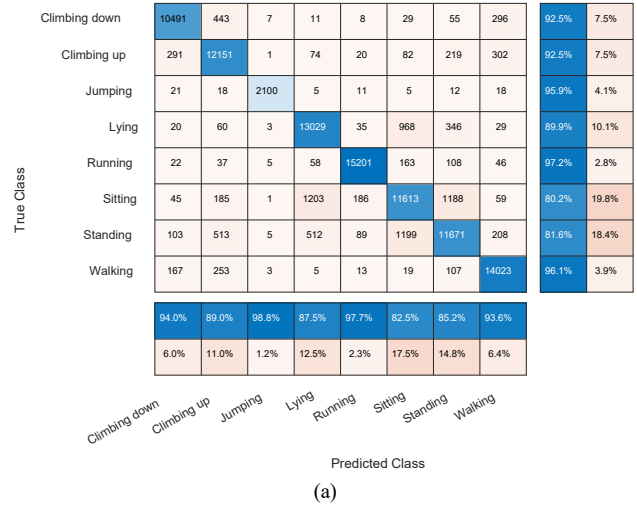 Climbing down 10491 443 7 11 8 29 55 296 92.5% 7.5%
Climbing up 291 12151 1 74 20 82 219 302 92.5% 7.5%
Jumping 21 18 2100 5 11 5 12 18 95.9% 4.1%
Lying 20 60 3 13029 35 968 346 29 89.9% 10.1%
Running 22 37 5 58 15201 163 108 46 97.2% 2.8%
Sitting 45 185 1 1203 186 11613 1188 59 80.2% 19.8%
Standing 103 513 5 512 89 1199 11671 208 81.6% 18.4%
Walking 167 253 3 5 13 19 107 14023 96.1% 3.9%
True Class
94.0% 89.0% 98.8% 87.5% 97.7% 82.5% 85.2% 93.6%
6.0% 11.0% 1.2% 12.5% 2.3% 17.5% 14.8% 6.4%
Climbing down Climbing up Jumping Lying Running Sitting Standing Walking
Predicted Class
(a)